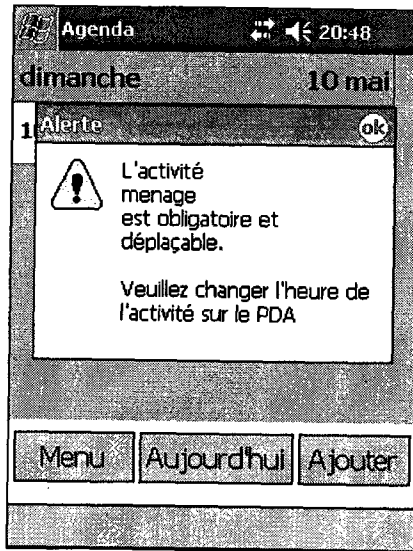 Agenda 20:48
dimanche 10 mai
1
Alerte ok
L'activité
menage
est obligatoire et
déplaçable.
Veuillez changer l'heure de
l'activité sur le PDA
Menu Aujourd'hui Ajouter